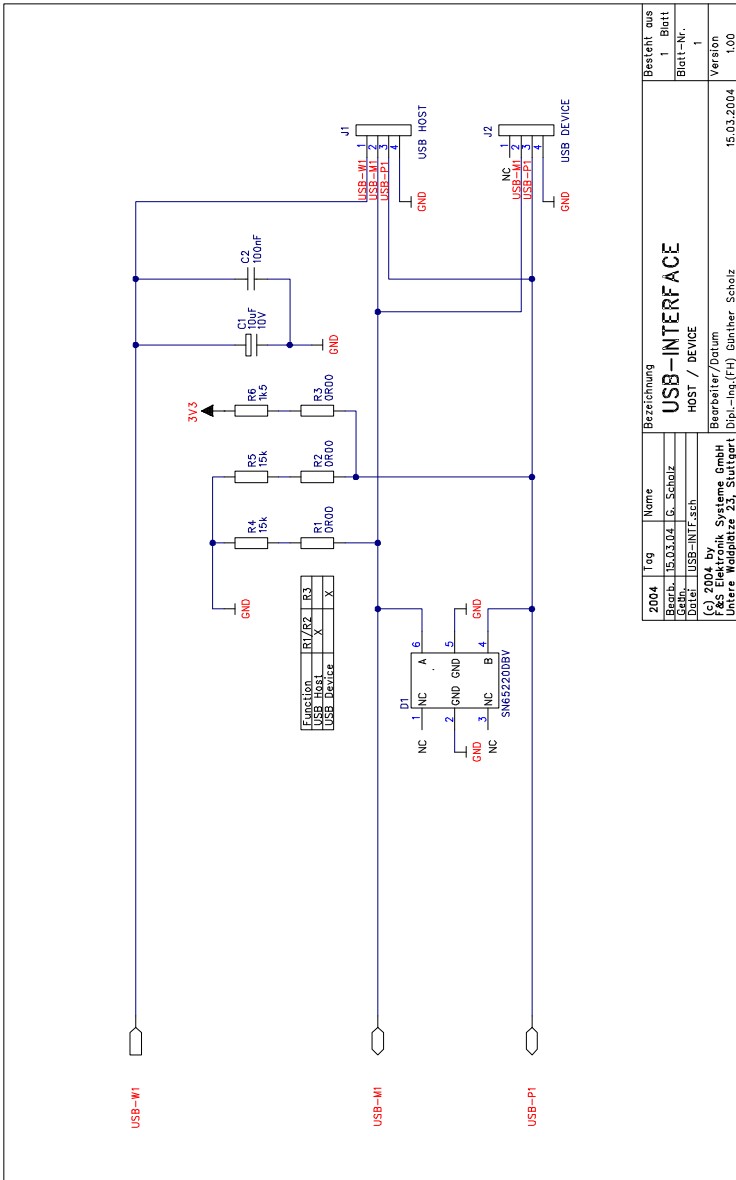 USB-W1
USB-M1
USB-P1
GND
R4
15k
R5
15k
3V3
R6
1k5
R1
0R00
R2
0R00
R3
0R00
C1
10uF
10V
C2
100nF
GND
Function R1/R2 R3
USB Host X
USB Device X
J1
1
2
3
4
USB-W1
USB-M1
USB-P1
USB HOST
GND
D1
1 NC
2 GND
3 NC
A 6
GND 5
B 4
NC
GND
NC
GND
SN65220DBV
J2
1
2
3
4
NC
USB-M1
USB-P1
USB DEVICE
GND
2004 Tag Name
Bearb. 15.03.04 G. Scholz
Gepr.
Datei USB-INTF.sch
(c) 2004 by
F&S Elektronik Systeme GmbH
Untere Waldplätze 23, Stuttgart
Bezeichnung
USB-INTERFACE
HOST / DEVICE
Bearbeiter/Datum
Dipl.-Ing.(FH) Günther Scholz 15.03.2004
Besteht aus
1 Blatt
Blatt-Nr.
1
Version
1.00